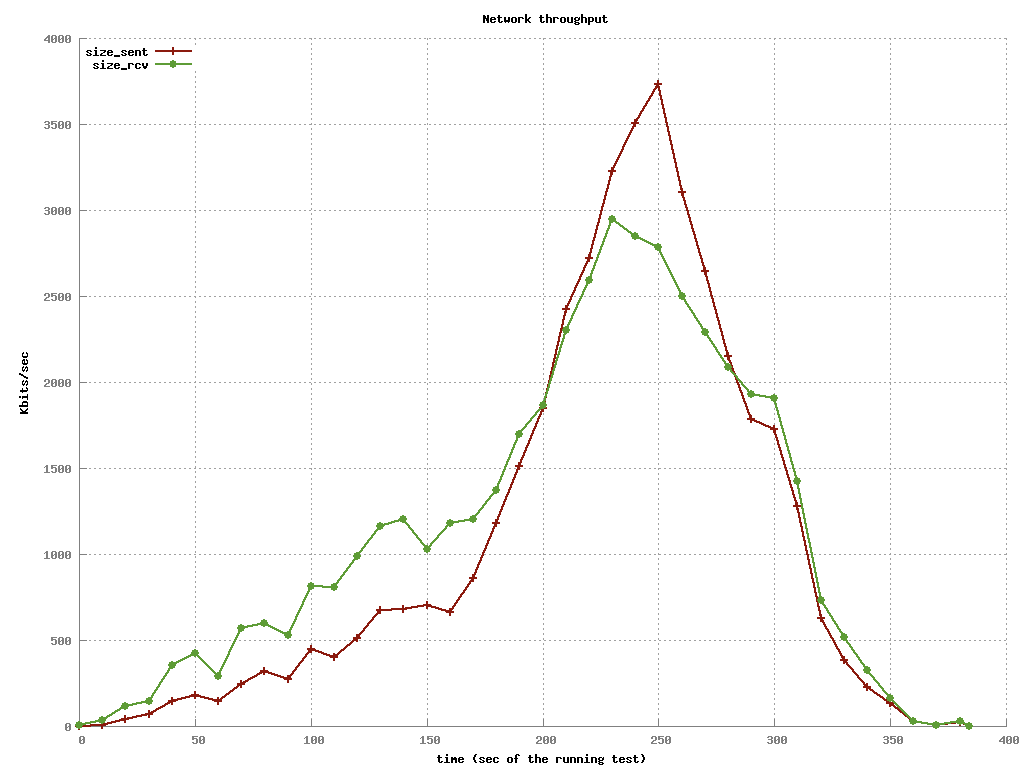 Network throughput
4000
size_sent
size_rcv
3500
3000
2500
2000
1500
1000
500
0
Kbits/sec
0 50 100 150 200 250 300 350 400
time (sec of the running test)